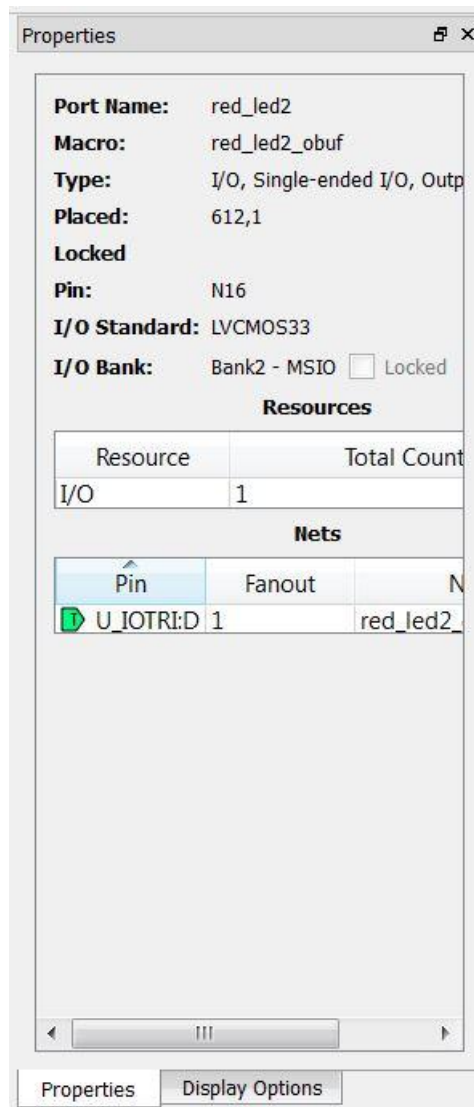 Properties
Port Name: red_led2
Macro: red_led2_obuf
Type: I/O, Single-ended I/O, Outp
Placed: 612,1
Locked
Pin: N16
I/O Standard: LVCMOS33
I/O Bank: Bank2 - MSIO Locked
Resources
Resource Total Count
I/O 1
Nets
Pin Fanout N
T U_IOTRI:D 1 red_led2_
Properties Display Options